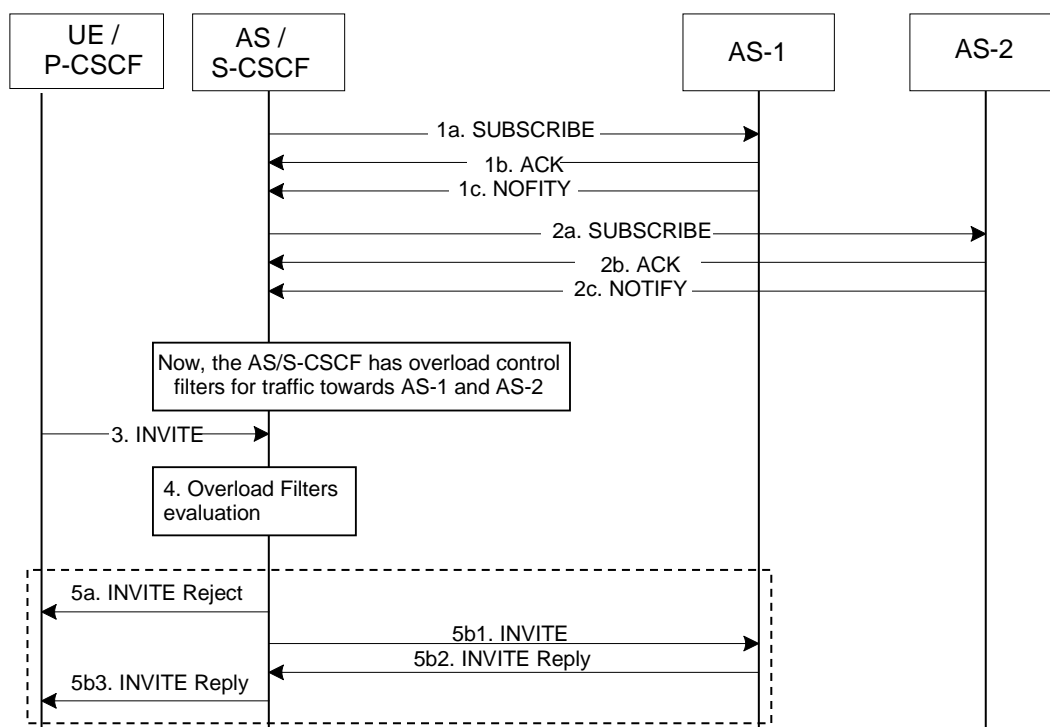 UE /
P-CSCF
AS /
S-CSCF
AS-1
AS-2
1a. SUBSCRIBE
1b. ACK
1c. NOFITY
2a. SUBSCRIBE
2b. ACK
2c. NOTIFY
Now, the AS/S-CSCF has overload control
filters for traffic towards AS-1 and AS-2
3. INVITE
4. Overload Filters
evaluation
5a. INVITE Reject
5b1. INVITE
5b2. INVITE Reply
5b3. INVITE Reply